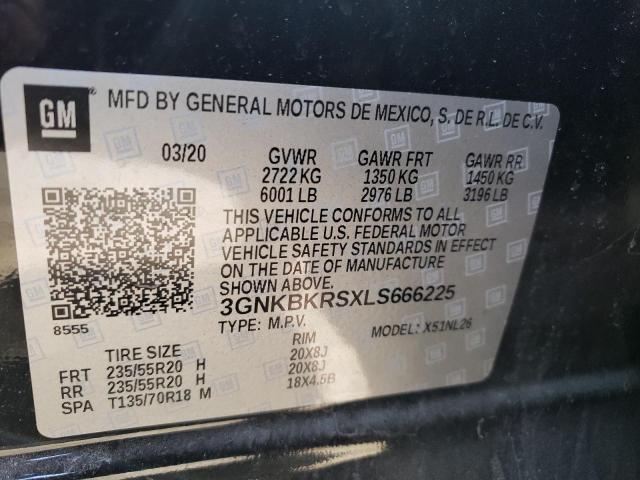 GM ®
MFD BY GENERAL MOTORS DE MEXICO, S. DE R.L. DE C.V.
03/20 GVWR GAWR FRT GAWR RR
2722 KG 1350 KG 1450 KG
6001 LB 2976 LB 3196 LB
THIS VEHICLE CONFORMS TO ALL
APPLICABLE U.S. FEDERAL MOTOR
VEHICLE SAFETY STANDARDS IN EFFECT
ON THE DATE OF MANUFACTURE
SHOWN ABOVE.
3GNKBKRSXLS666225
8555 TYPE: M.P.V. MODEL: X51NL26
TIRE SIZE RIM
FRT 235/55R20 H 20X8J
RR 235/55R20 H 20X8J
SPA T135/70R18 M 18X4.5B